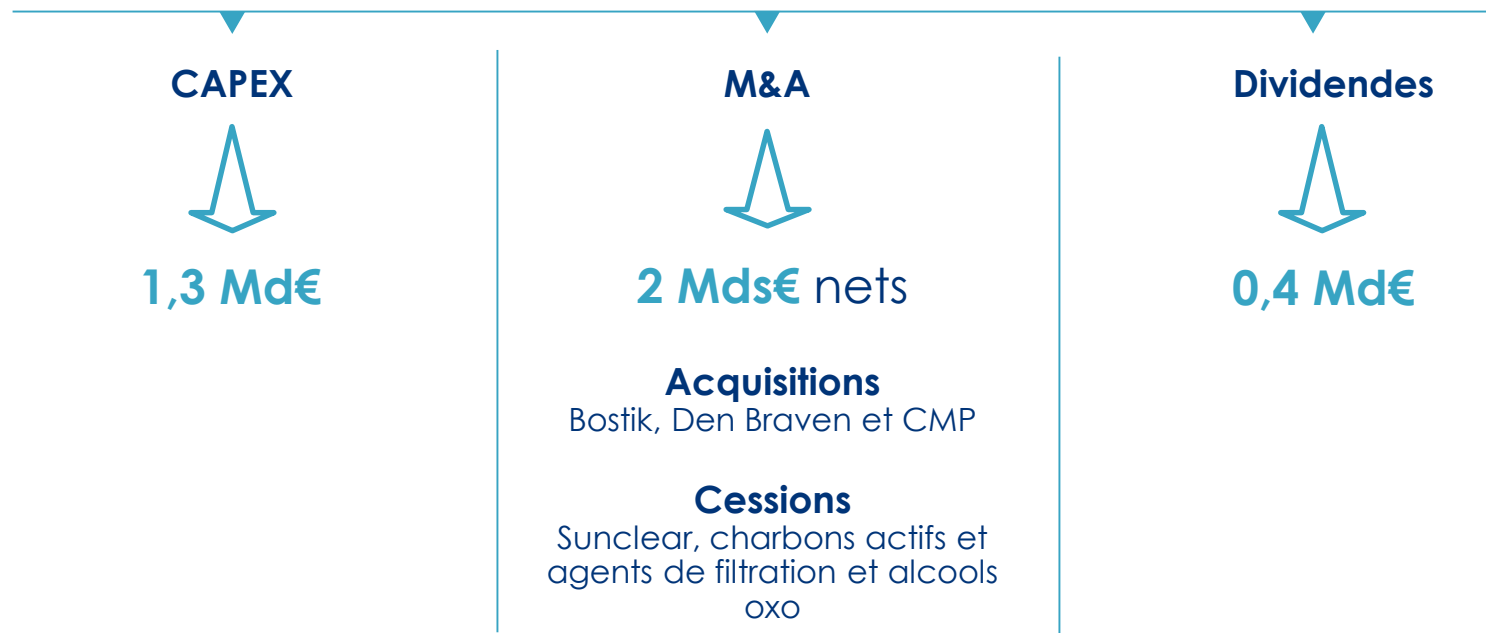 CAPEX
1,3 Md€
M&A
2 Mds€ nets
Acquisitions
Bostik, Den Braven et CMP
Cessions
Sunclear, charbons actifs et
agents de filtration et alcools
oxo
Dividendes
0,4 Md€